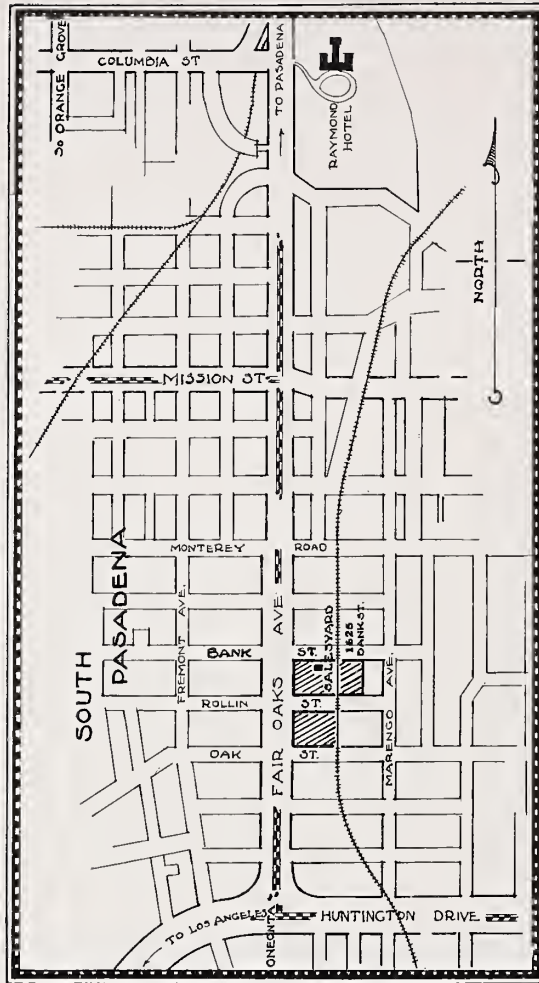 So ORANGE GROVE
COLUMBIA ST
TO PASADENA
RAYMOND HOTEL
NORTH
MISSION ST
SOUTH
PASADENA
MONTEREY ROAD
FREMONT AVE.
FAIR OAKS AVE
BANK ST.
SALESYARD
1625
BANK ST.
ROLLIN ST.
OAK ST.
MARENGO AVE.
TO LOS ANGELES
ONEONTA
HUNTINGTON DRIVE